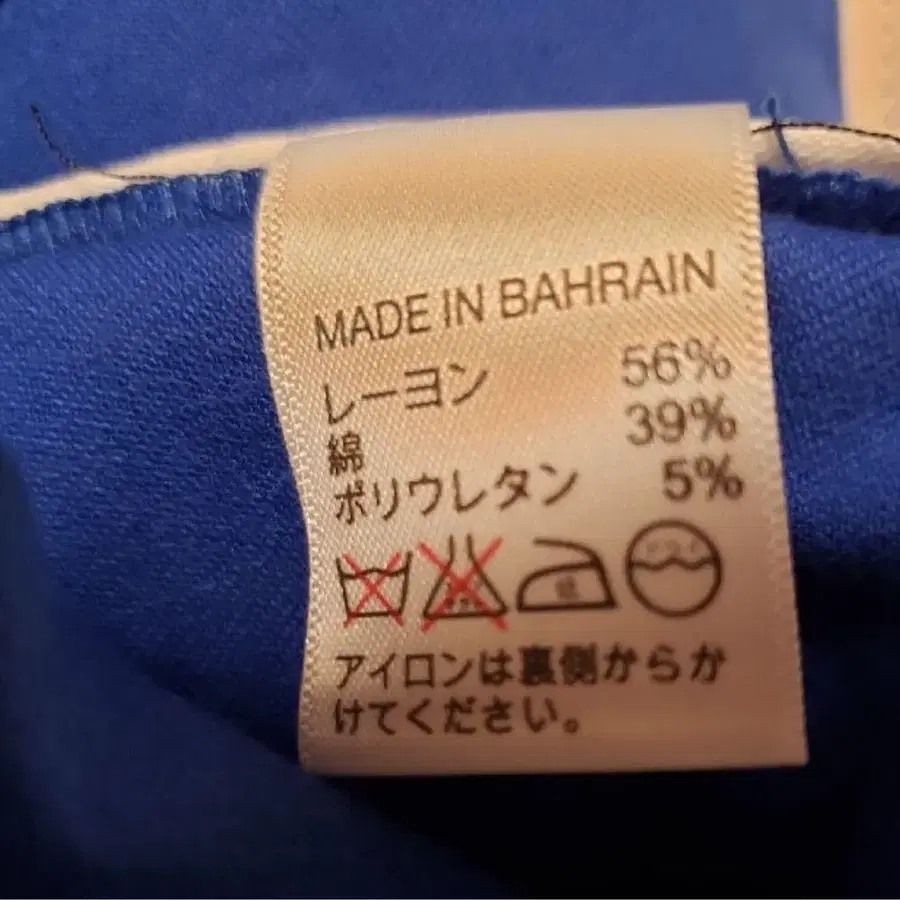 MADE IN BAHRAIN
レーヨン 56%
綿 39%
ポリウレタン 5%
アイロンは裏側からか
けてください。